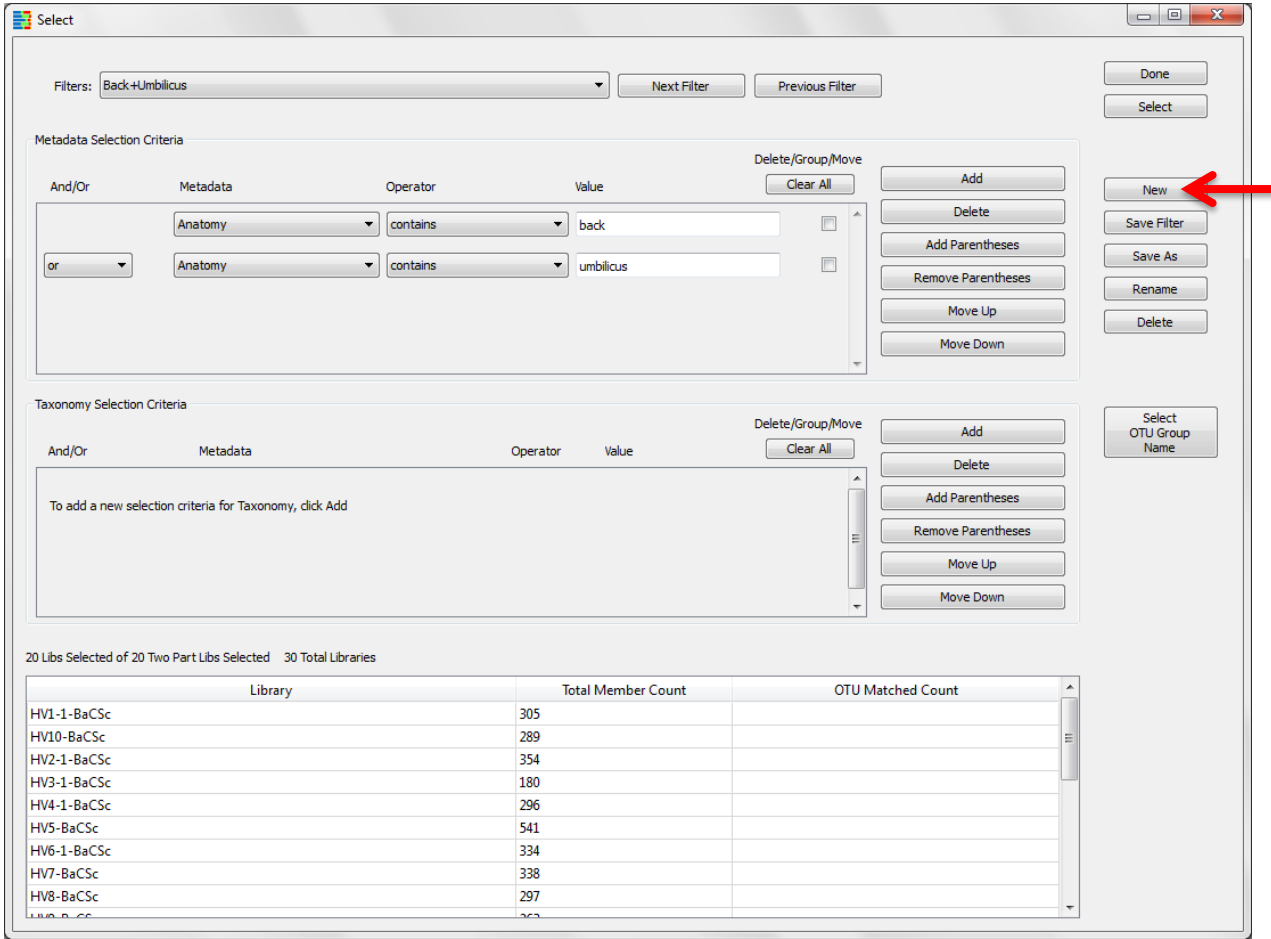 Select
Filters: Back+Umbilicus Next Filter Previous Filter Done
Select
Metadata Selection Criteria
Delete/Group/Move
And/Or Metadata Operator Value Clear All Add New
Anatomy contains back Delete Save Filter
Add Parentheses Save As
or Anatomy contains umbilicus Remove Parentheses Rename
Move Up Delete
Move Down
Taxonomy Selection Criteria
Delete/Group/Move
And/Or Metadata Operator Value Clear All Add
Select
OTU Group
Name
Delete
To add a new selection criteria for Taxonomy, click Add Add Parentheses
Remove Parentheses
Move Up
Move Down
20 Libs Selected of 20 Two Part Libs Selected 30 Total Libraries
Library Total Member Count OTU Matched Count
HV1-1-BaCSc 305
HV10-BaCSc 289
HV2-1-BaCSc 354
HV3-1-BaCSc 180
HV4-1-BaCSc 296
HV5-BaCSc 541
HV6-1-BaCSc 334
HV7-BaCSc 338
HV8-BaCSc 297